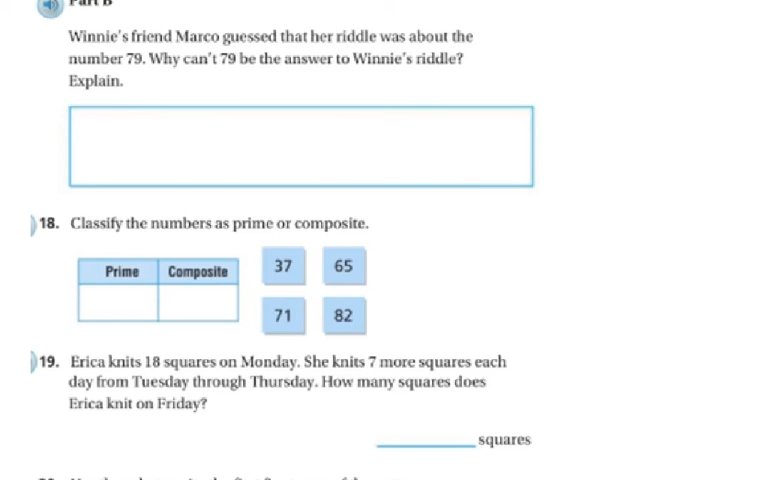 Part B
Winnie's friend Marco guessed that her riddle was about the
number 79. Why can't 79 be the answer to Winnie's riddle?
Explain.
18. Classify the numbers as prime or composite.
Prime Composite
37 65
71 82
19. Erica knits 18 squares on Monday. She knits 7 more squares each
day from Tuesday through Thursday. How many squares does
Erica knit on Friday?
squares